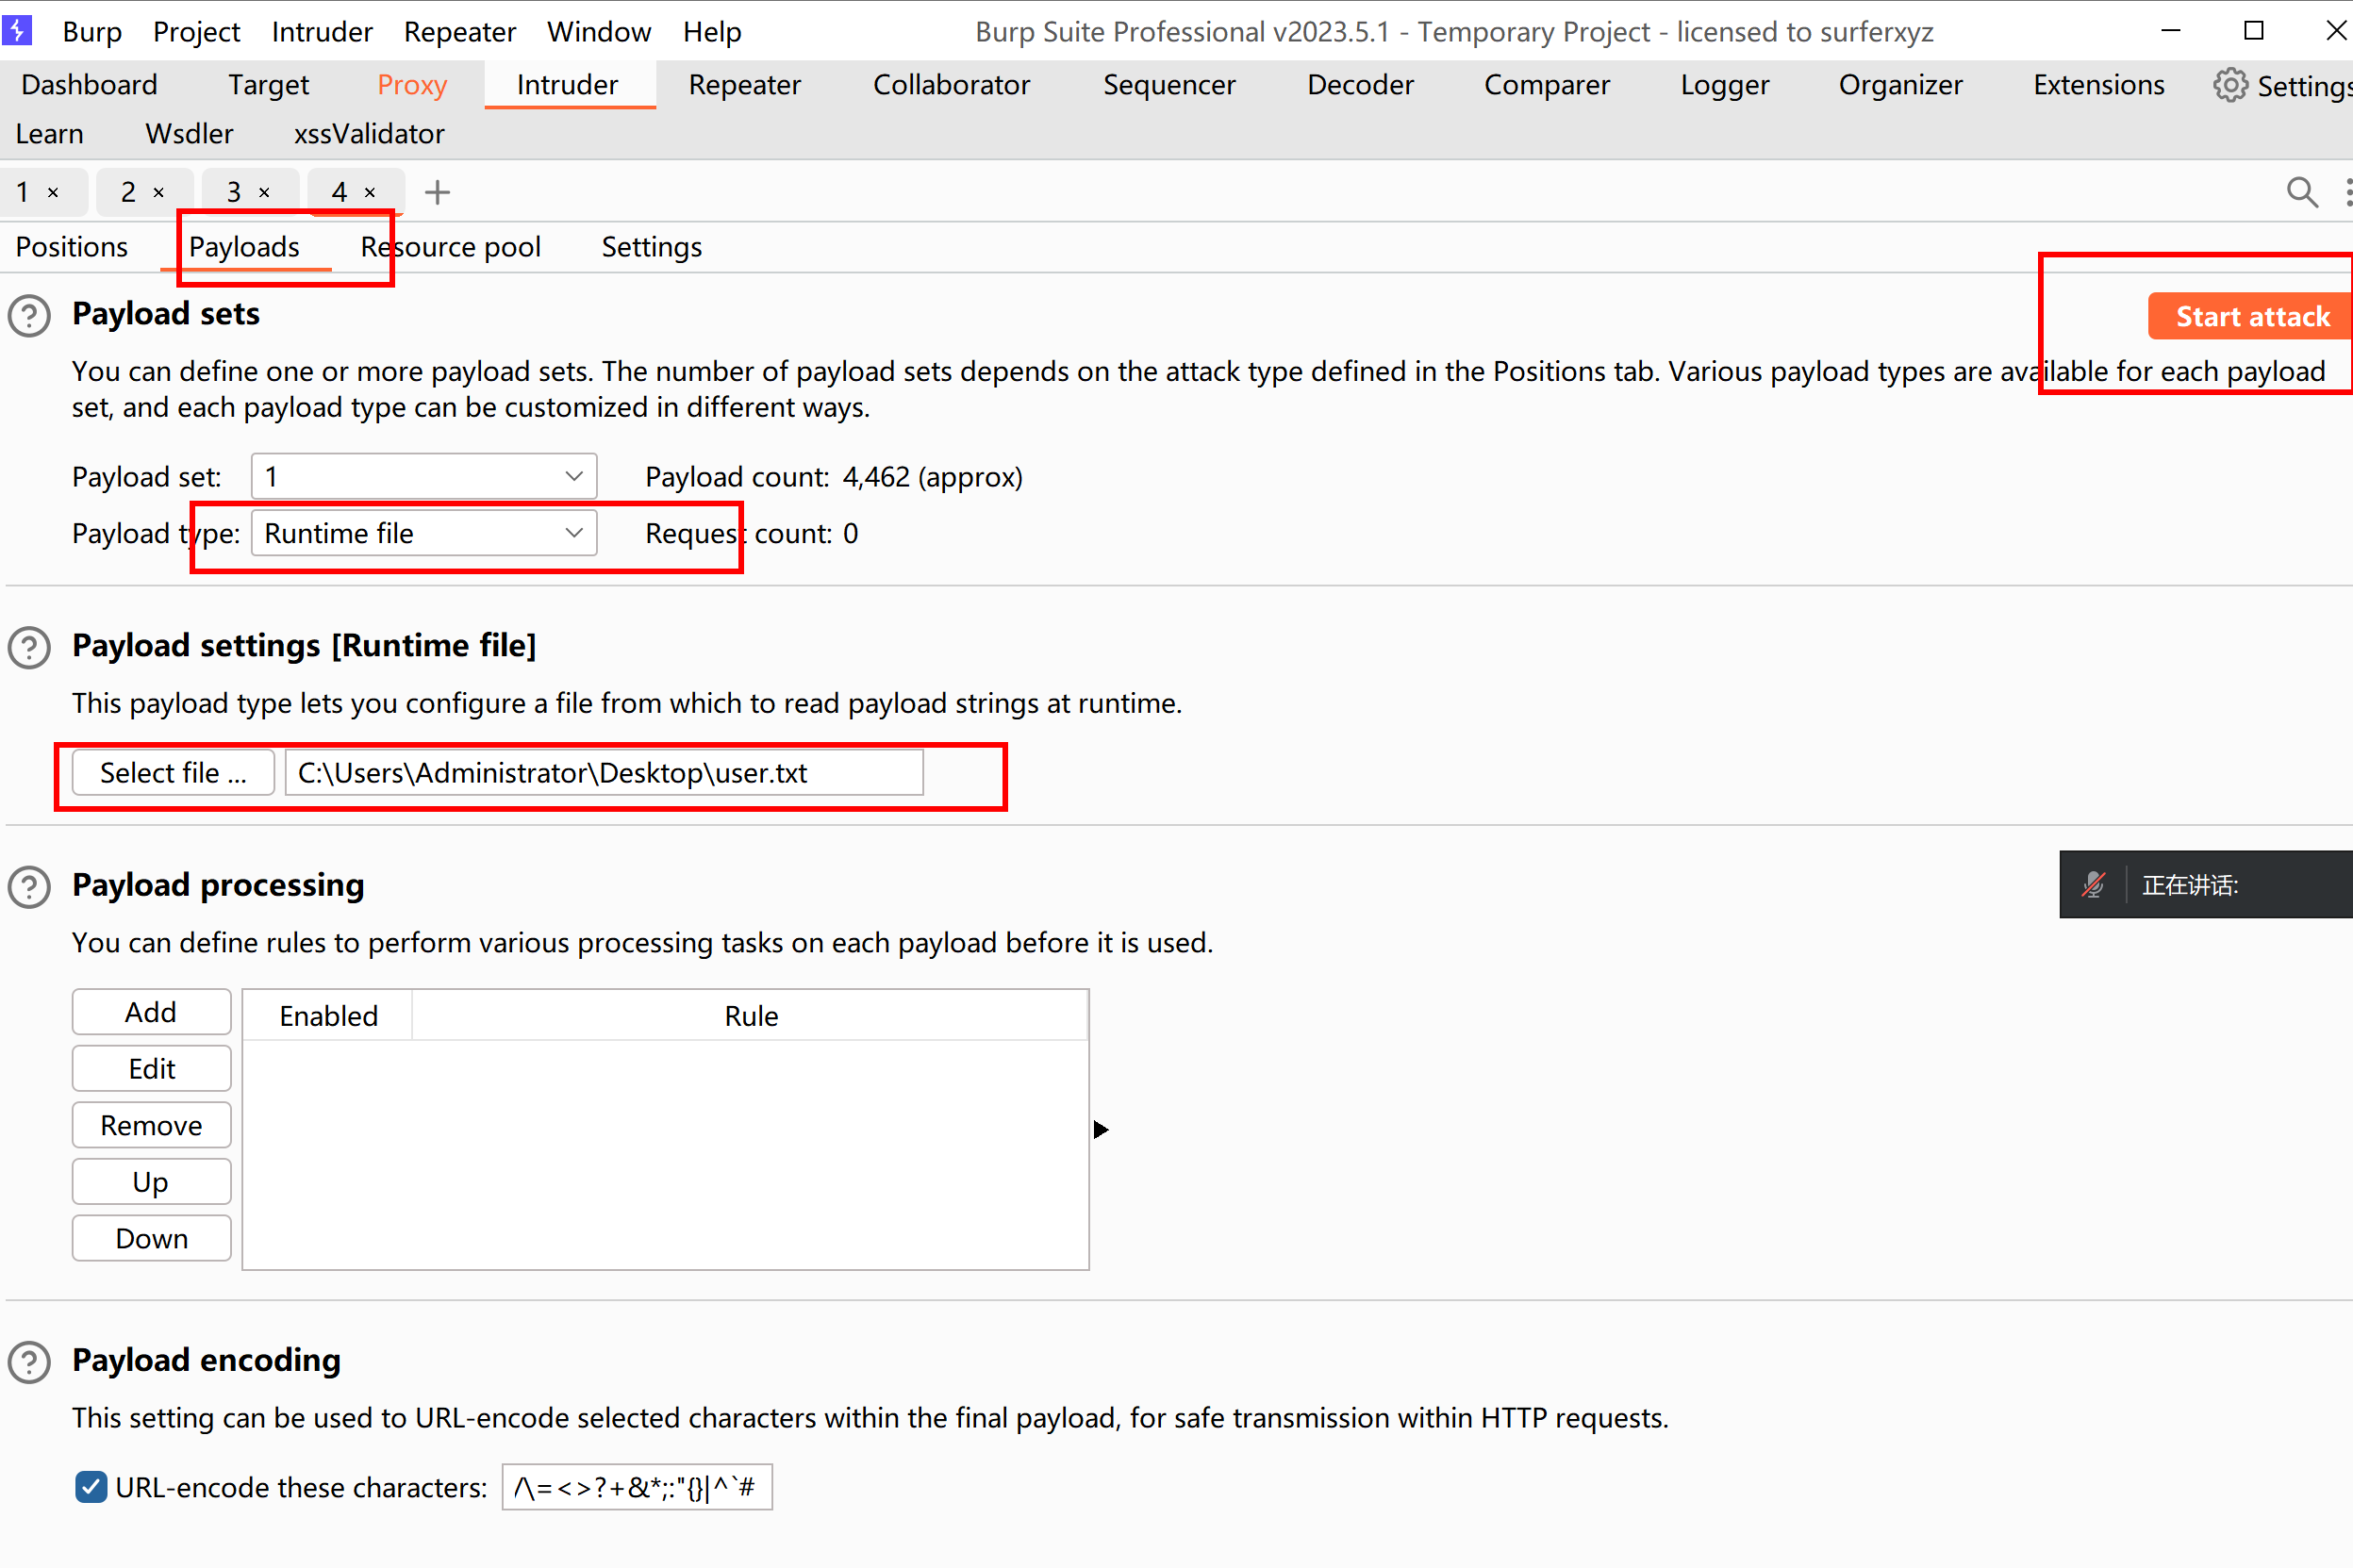 Burp Project Intruder Repeater Window Help Burp Suite Professional v2023.5.1 - Temporary Project - licensed to surferxyz
Dashboard Target Proxy Intruder Repeater Collaborator Sequencer Decoder Comparer Logger Organizer Extensions Settings
Learn Wsdler xssValidator
1 × 2 × 3 × 4 × +
Positions Payloads Resource pool Settings
Payload sets
Start attack
You can define one or more payload sets. The number of payload sets depends on the attack type defined in the Positions tab. Various payload types are available for each payload
set, and each payload type can be customized in different ways.
Payload set: 1 Payload count: 4,462 (approx)
Payload type: Runtime file Request count: 0
Payload settings [Runtime file]
This payload type lets you configure a file from which to read payload strings at runtime.
Select file ... C:\Users\Administrator\Desktop\user.txt
Payload processing
正在讲话:
You can define rules to perform various processing tasks on each payload before it is used.
Add Enabled Rule
Edit
Remove
Up
Down
Payload encoding
This setting can be used to URL-encode selected characters within the final payload, for safe transmission within HTTP requests.
URL-encode these characters: /\=<>?+&*;:"{}|^`#